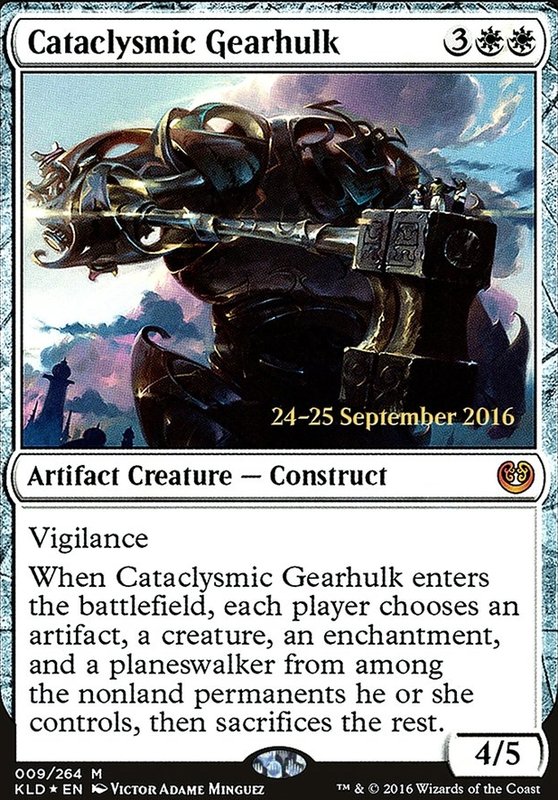 Cataclysmic Gearhulk 3
24–25 September 2016
Artifact Creature — Construct
Vigilance
When Cataclysmic Gearhulk enters
the battlefield, each player chooses an
artifact, a creature, an enchantment,
and a planeswalker from among
the nonland permanents he or she
controls, then sacrifices the rest.
4/5
009/264 M
KLD ★ EN Victor Adame Minguez
™ & © 2016 Wizards of the Coast